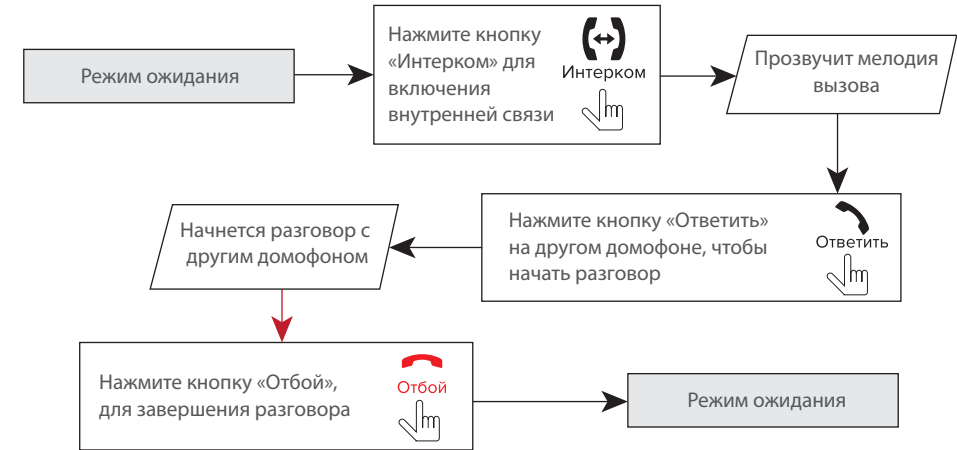 Режим ожидания
Нажмите кнопку
«Интерком» для
включения
внутренней связи
Интерком
Прозвучит мелодия
вызова
Нажмите кнопку «Ответить»
на другом домофоне, чтобы
начать разговор
Ответить
Начнется разговор с
другим домофоном
Нажмите кнопку «Отбой»,
для завершения разговора
Отбой
Режим ожидания